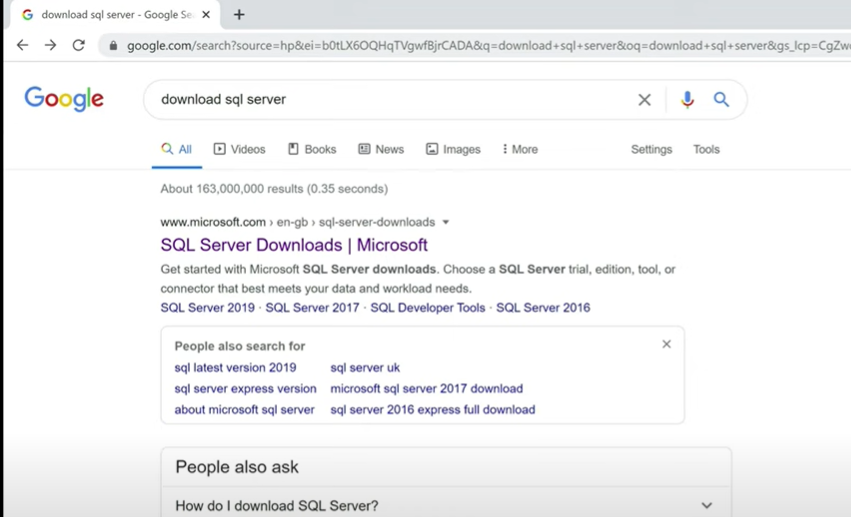 download sql server - Google Se
google.com/search?source=hp&ei=b0tLX6OQHqTVgwfBjrCADA&q=download+sql+server&oq=download+sql+server&gs_lcp=CgZw
Google
download sql server
All Videos Books News Images More Settings Tools
About 163,000,000 results (0.35 seconds)
www.microsoft.com › en-gb › sql-server-downloads
SQL Server Downloads | Microsoft
Get started with Microsoft SQL Server downloads. Choose a SQL Server trial, edition, tool, or
connector that best meets your data and workload needs.
SQL Server 2019 · SQL Server 2017 · SQL Developer Tools · SQL Server 2016
People also search for
sql latest version 2019 sql server uk
sql server express version microsoft sql server 2017 download
about microsoft sql server sql server 2016 express full download
People also ask
How do I download SQL Server?